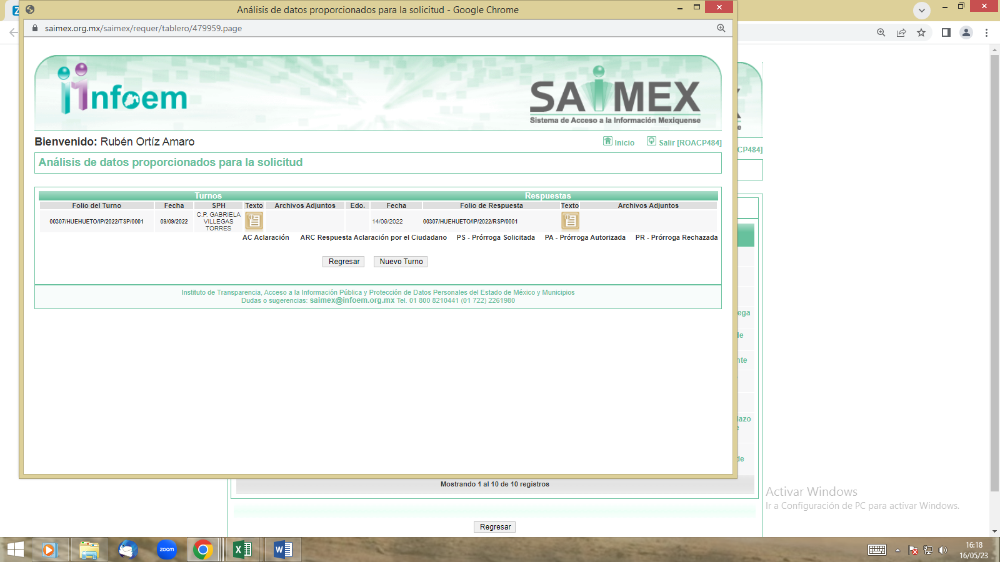 Análisis de datos proporcionados para la solicitud - Google Chrome
saimex.org.mx/saimex/requer/tablero/479959.page
infoem
SAIMEX
Sistema de Acceso a la Información Mexiquense
Bienvenido: Rubén Ortíz Amaro
Inicio
Salir [ROACP484]
CP484]
Análisis de datos proporcionados para la solicitud
Turnos
Respuestas
Folio del Turno Fecha SPH Texto Archivos Adjuntos Edo. Fecha Folio de Respuesta Texto Archivos Adjuntos
00307/HUEHUETO/IP/2022/TSP/0001 09/09/2022 C.P. GABRIELA VILLEGAS TORRES 14/09/2022 00307/HUEHUETO/IP/2022/RSP/0001
AC Aclaración ARC Respuesta Aclaración por el Ciudadano PS - Prórroga Solicitada PA - Prórroga Autorizada PR - Prórroga Rechazada
Regresar Nuevo Turno
Instituto de Transparencia, Acceso a la Información Pública y Protección de Datos Personales del Estado de México y Municipios
Dudas o sugerencias: saimex@infoem.org.mx Tel. 01 800 8210441 (01 722) 2261980
ega
de
nte
lazo
e
de
Mostrando 1 al 10 de 10 registros
Regresar
Activar Windows
Ir a Configuración de PC para activar Windows.
zoom
16:18
16/05/23